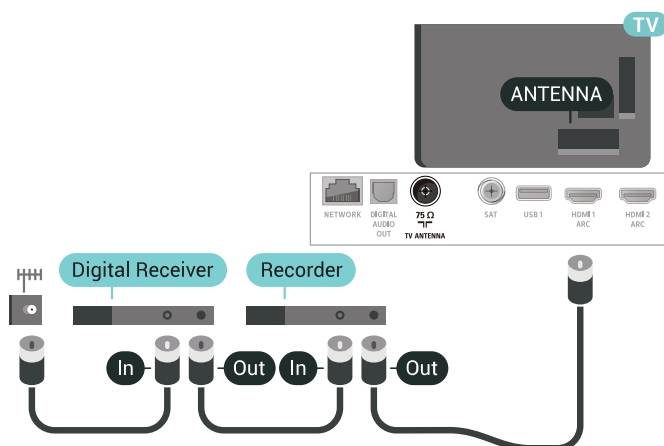 TV
ANTENNA
NETWORK
DIGITAL
AUDIO
OUT
75 Ω
TV ANTENNA
SAT
USB 1
HDMI 1
ARC
HDMI 2
ARC
Digital Receiver
Recorder
In
Out
In
Out